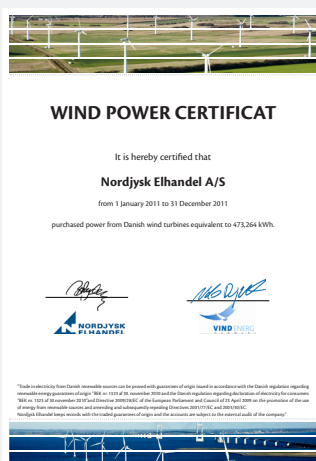 WIND POWER CERTIFICAT
It is hereby certified that
Nordjysk Elhandel A/S
from 1 January 2011 to 31 December 2011
purchased power from Danish wind turbines equivalent to 473,264 kWh.
NORDJYSK
ELHANDEL
VINDENERG
"Trade in electricity from Danish renewable sources can be proved with guarantees of origin issued in accordance with the Danish regulation regarding
renewable energy guarantees of origin "BEK nr. 1323 af 30. november 2010 and the Danish regulation regarding declaration of electricity for consumers
"BEK nr. 1323 af 30.november 2010"and Directive 2009/28/EC of the European Parliament and Council of 23 April 2009 on the promotion of the use
of energy from renewable sources and amending and subsequently repealing Directives 2001/77/EC and 2003/30/EC.
Nordjysk Elhandel keeps records with the traded guarantees of origin and the accounts are subject to the external audit of the company."